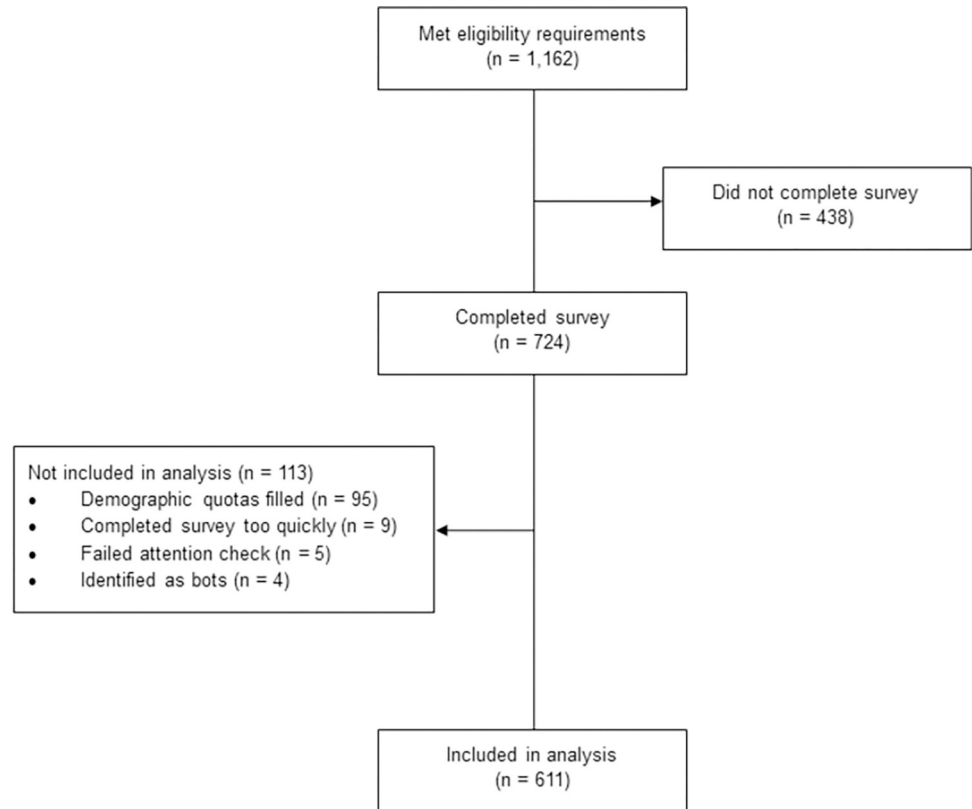 Met eligibility requirements
(n = 1,162)
Did not complete survey
(n = 438)
Completed survey
(n = 724)
Not included in analysis (n = 113)
• Demographic quotas filled (n = 95)
• Completed survey too quickly (n = 9)
• Failed attention check (n = 5)
• Identified as bots (n = 4)
Included in analysis
(n = 611)